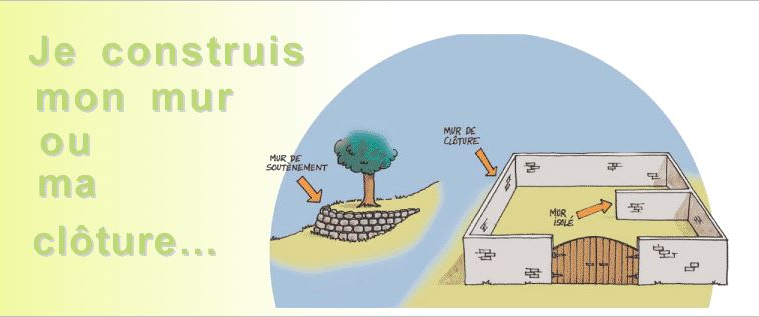 Je construis
mon mur
ou
ma
clôture...
MUR DE
SOUTÈNEMENT
MUR DE
CLÔTURE
MUR
ISOLÉ